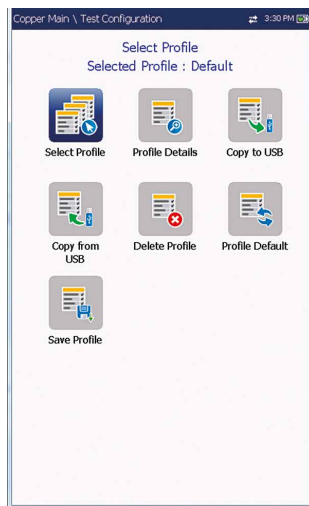 Copper Main \ Test Configuration 3:30 PM
Select Profile
Selected Profile : Default
Select Profile Profile Details Copy to USB
Copy from USB Delete Profile Profile Default
Save Profile